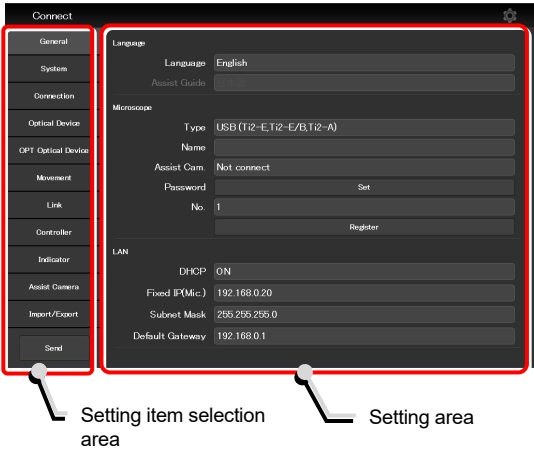 Connect
General
System
Connection
Optical Device
OPT Optical Device
Movement
Link
Controller
Indicator
Assist Camera
Import/Export
Send
Language
Language English
Assist Guide
Microscope
Type USB (Ti2-E,Ti2-E/B,Ti2-A)
Name
Assist Cam. Not connect
Password Set
No. 1
Register
LAN
DHCP ON
Fixed IP(Mic.) 192.168.0.20
Subnet Mask 255.255.255.0
Default Gateway 192.168.0.1
Setting item selection
area
Setting area